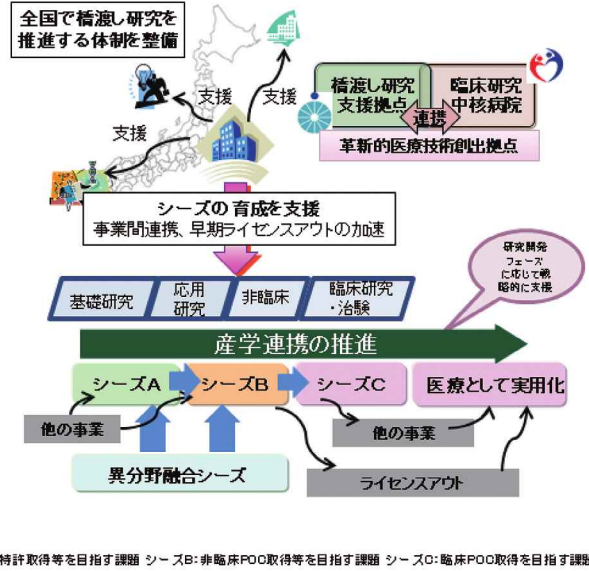 全国で橋渡し研究を
推進する体制を整備
支援
支援
支援
橋渡し研究
支援拠点
連携
臨床研究
中核病院
革新的医療技術創出拠点
シーズの育成を支援
事業間連携、早期ライセンスアウトの加速
研究開発
フェーズ
に応じて戦
略的に支援
基礎研究
応用
研究
非臨床
臨床研究
・治験
産学連携の推進
シーズA
シーズB
シーズC
医療として実用化
他の事業
他の事業
異分野融合シーズ
ライセンスアウト
特許取得等を目指す課題 シーズB:非臨床POC取得等を目指す課題 シーズC:臨床POC取得を目指す課題